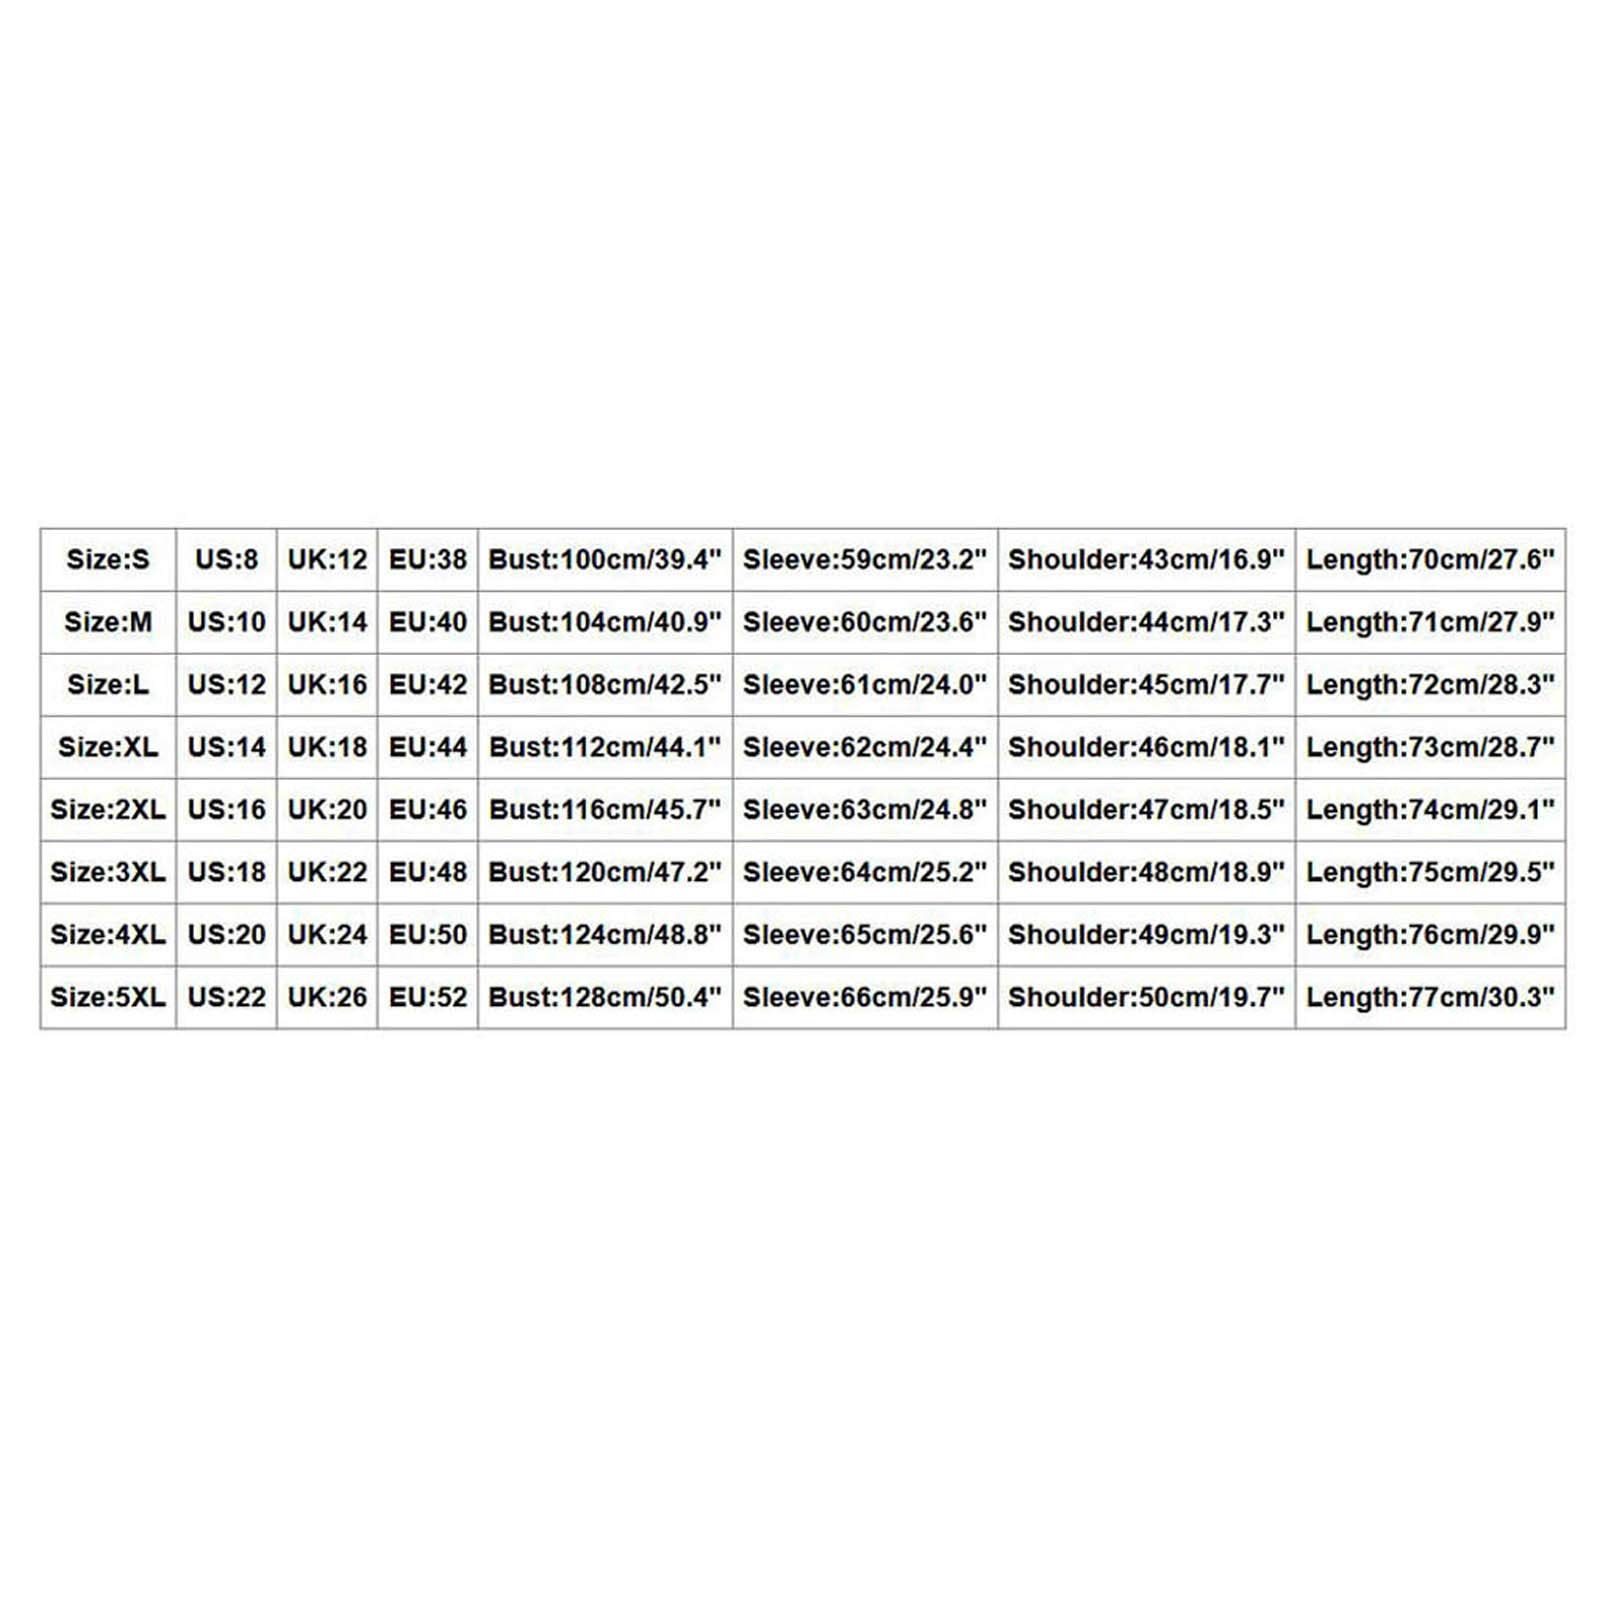 Size:S US:8 UK:12 EU:38 Bust:100cm/39.4" Sleeve:59cm/23.2" Shoulder:43cm/16.9" Length:70cm/27.6"
Size:M US:10 UK:14 EU:40 Bust:104cm/40.9" Sleeve:60cm/23.6" Shoulder:44cm/17.3" Length:71cm/27.9"
Size:L US:12 UK:16 EU:42 Bust:108cm/42.5" Sleeve:61cm/24.0" Shoulder:45cm/17.7" Length:72cm/28.3"
Size:XL US:14 UK:18 EU:44 Bust:112cm/44.1" Sleeve:62cm/24.4" Shoulder:46cm/18.1" Length:73cm/28.7"
Size:2XL US:16 UK:20 EU:46 Bust:116cm/45.7" Sleeve:63cm/24.8" Shoulder:47cm/18.5" Length:74cm/29.1"
Size:3XL US:18 UK:22 EU:48 Bust:120cm/47.2" Sleeve:64cm/25.2" Shoulder:48cm/18.9" Length:75cm/29.5"
Size:4XL US:20 UK:24 EU:50 Bust:124cm/48.8" Sleeve:65cm/25.6" Shoulder:49cm/19.3" Length:76cm/29.9"
Size:5XL US:22 UK:26 EU:52 Bust:128cm/50.4" Sleeve:66cm/25.9" Shoulder:50cm/19.7" Length:77cm/30.3"